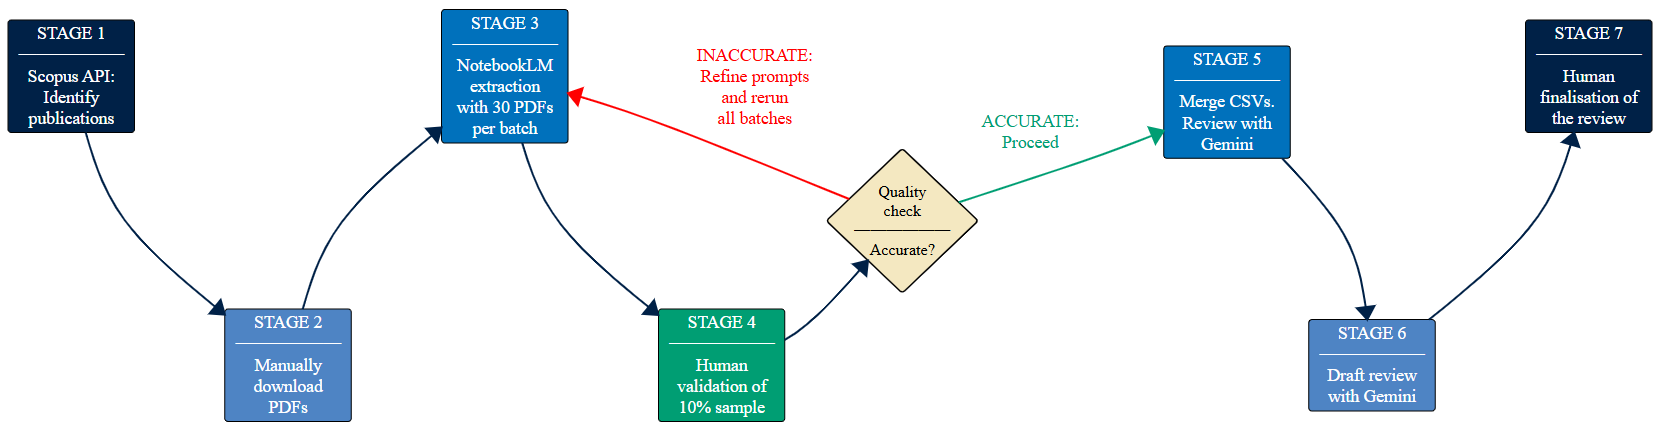 STAGE 1
Scopus API:
Identify
publications
STAGE 2
Manually
download
PDFs
STAGE 3
NotebookLM
extraction
with 30 PDFs
per batch
STAGE 4
Human
validation of
10% sample
INACCURATE:
Refine prompts
and rerun
all batches
Quality
check
Accurate?
ACCURATE:
Proceed
STAGE 5
Merge CSVs.
Review with
Gemini
STAGE 6
Draft review
with Gemini
STAGE 7
Human
finalisation of
the review